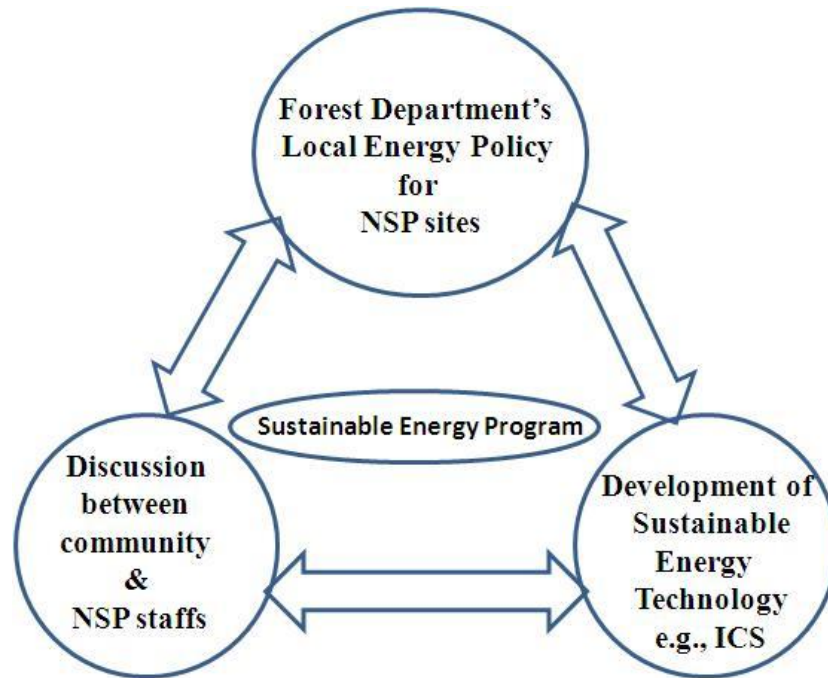 Forest Department’s
Local Energy Policy
for
NSP sites
Sustainable Energy Program
Discussion
between
community
&
NSP staffs
Development of
Sustainable
Energy
Technology
e.g., ICS